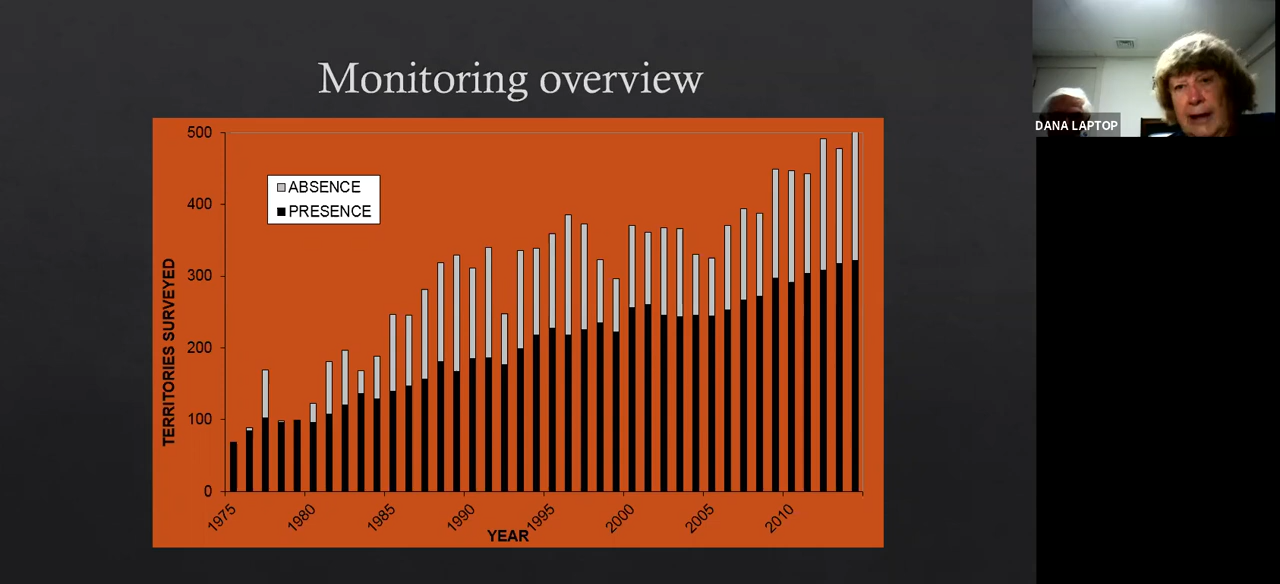 Monitoring overview
500
400
300
200
100
0
ABSENCE
PRESENCE
TERRITORIES SURVEYED
1975
1980
1985
1990
1995
2000
2005
2010
YEAR
DANA LAPTOP